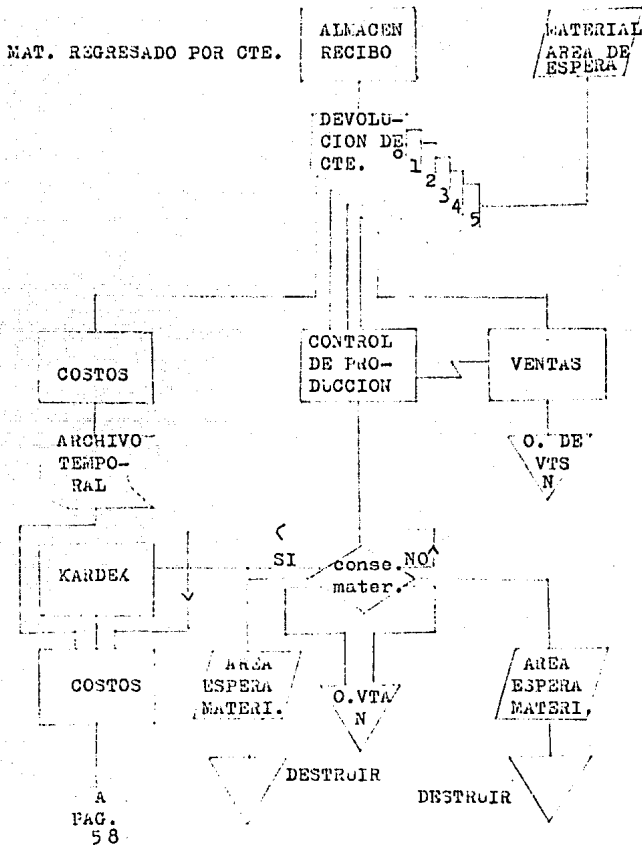 MAT. REGRESADO POR CTE.
ALMACEN
RECIBO
MATERIAL
AREA DE
ESPERA
DEVOLU-
CION DE
CTE.
0
1
2
3
4
5
COSTOS
CONTROL
DE PRO-
DUCCION
VENTAS
ARCHIVO
TEMPO-
RAL
O. DE
VTS
N
KARDEX
SI
conse.
mater.
NO
COSTOS
AREA
ESPERA
MATERI.
O.VTA
N
AREA
ESPERA
MATERI.
DESTRUIR
DESTRUIR
A
PAG.
58